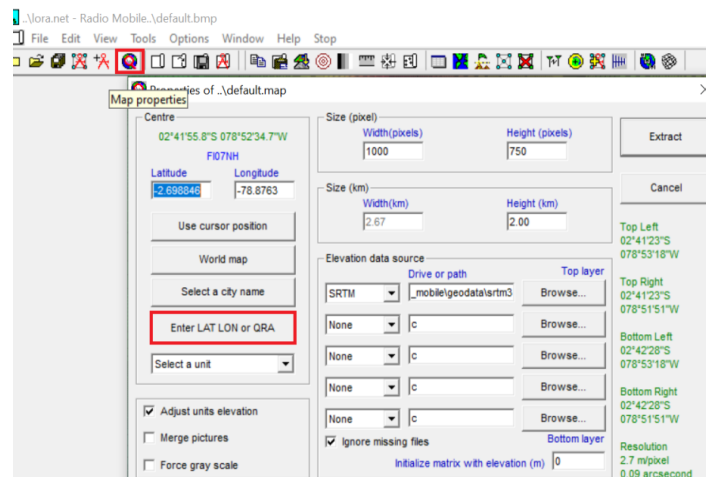 ..\lora.net - Radio Mobile..\default.bmp
File Edit View Tools Options Window Help Stop
Properties of ..\default.map
Map properties
Centre
02°41'55.8"S 078°52'34.7"W
FI07NH
Latitude Longitude
-2.698846 -78.8763
Use cursor position
World map
Select a city name
Enter LAT LON or QRA
Select a unit
Adjust units elevation
Merge pictures
Force gray scale
Size (pixel)
Width(pixels) Height (pixels)
1000 750
Size (km)
Width(km) Height (km)
2.67 2.00
Elevation data source
Drive or path Top layer
SRTM _mobile\geodata\srtm3 Browse...
None c Browse...
None c Browse...
None c Browse...
None c Browse...
Ignore missing files Bottom layer
Initialize matrix with elevation (m) 0
Extract
Cancel
Top Left
02°41'23"S
078°53'18"W
Top Right
02°41'23"S
078°51'51"W
Bottom Left
02°42'28"S
078°53'18"W
Bottom Right
02°42'28"S
078°51'51"W
Resolution
2.7 m/pixel
0.09 arcsecond